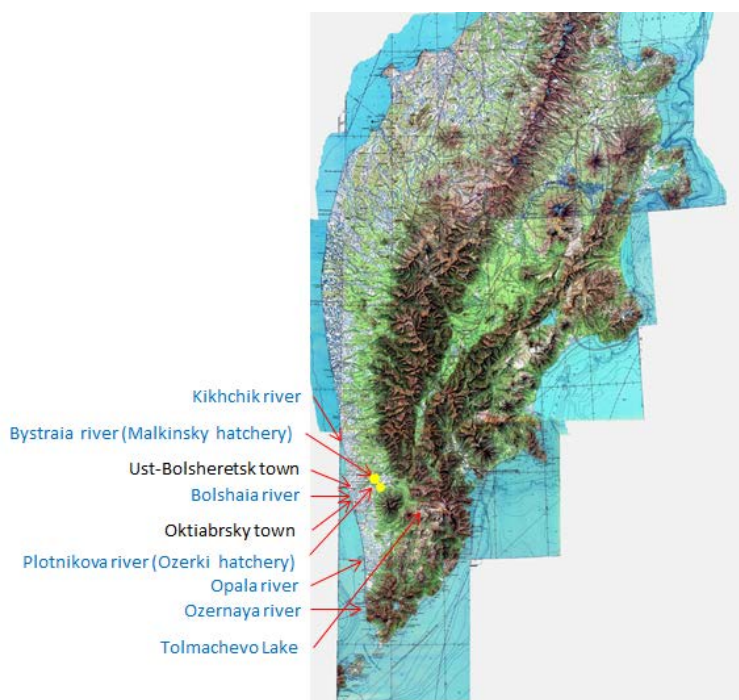 Kikhchik river
Bystraia river (Malkinsky hatchery)
Ust-Bolsheretsk town
Bolshaia river
Oktiabrsky town
Plotnikova river (Ozerki hatchery)
Opala river
Ozernaya river
Tolmachevo Lake